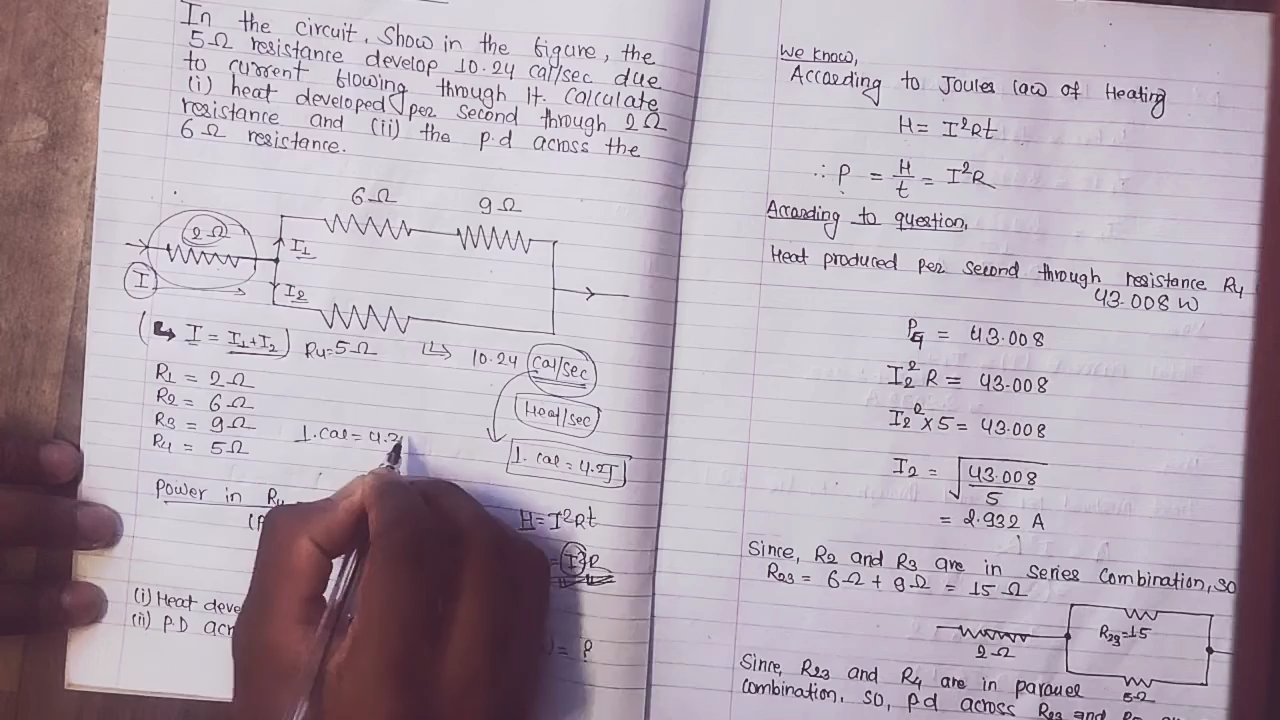 In the circuit, Show in the figure, the
5Ω resistance develop 10.24 cal/sec due
to current flowing through it. Calculate
(i) heat developed per second through 2Ω
resistance and (ii) the p.d across the
6Ω resistance.
6Ω 9Ω
2Ω
I1
I
I2
( ↳ I = I1+I2 ) R4=5Ω ↳ 10.24 cal/sec
R1 = 2Ω
R2 = 6Ω
R3 = 9Ω
R4 = 5Ω
Heat/sec
1.cal = 4.2
1. cal = 4.2J
Power in R4
H=I²Rt
= I²R
(i) Heat deve
(ii) P.D acr
= ?
We know,
According to Joules law of Heating
H = I²Rt
∴ P = H/t = I²R
According to question,
Heat produced per second through resistance R4
43.008 W
= 43.008
I2² R = 43.008
I2² × 5 = 43.008
I2 = √43.008/5
= 2.932 A
Since, R2 and R3 are in series combination, so
R23 = 6Ω + 9Ω = 15Ω
R23=15
2Ω
5Ω
Since, R23 and R4 are in parallel
combination, so, p.d across R23 and